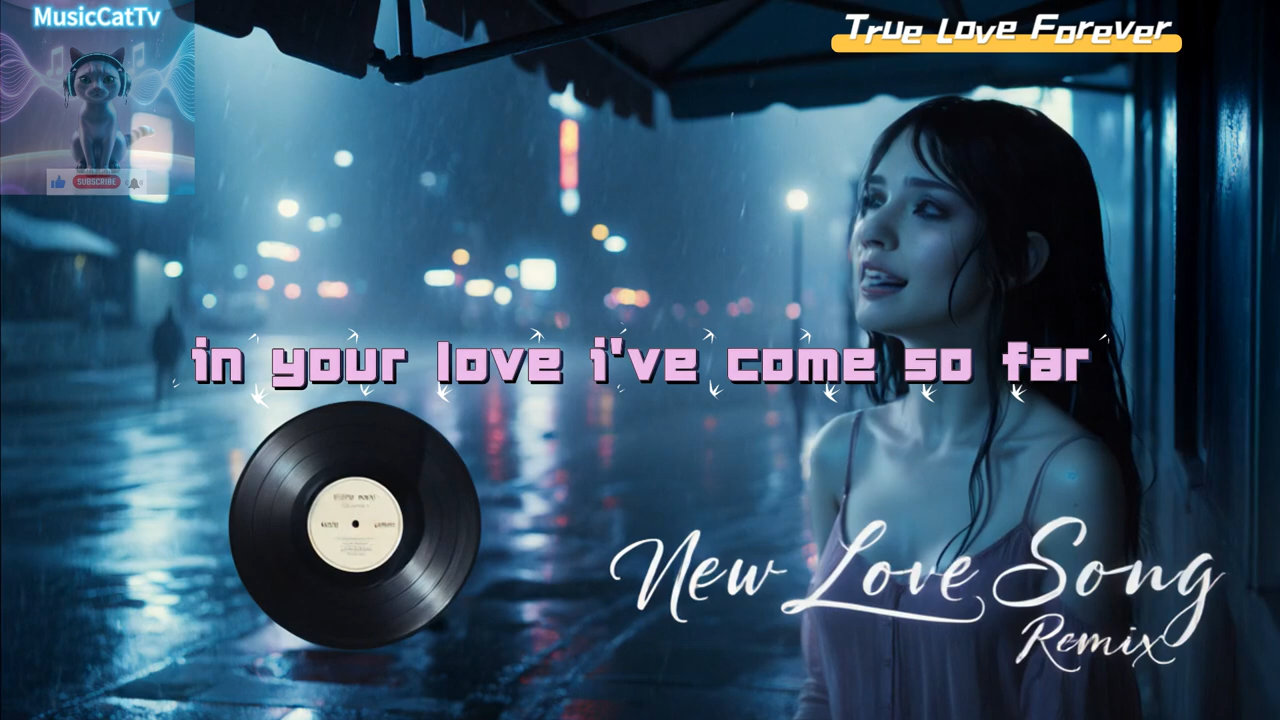 MusicCatTv
True Love Forever
SUBSCRIBE
in your love i've come so far
New Love Song
Remix